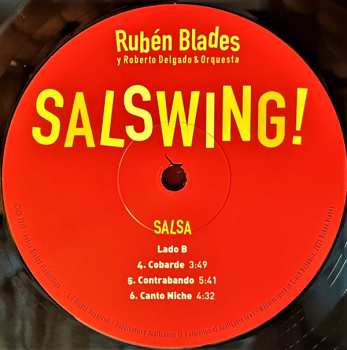 Rubén Blades
y Roberto Delgado & Orquesta
SALSWING!
SALSA
Lado B
4. Cobarde 3:49
5. Contrabando 5:41
6. Canto Niche 4:32